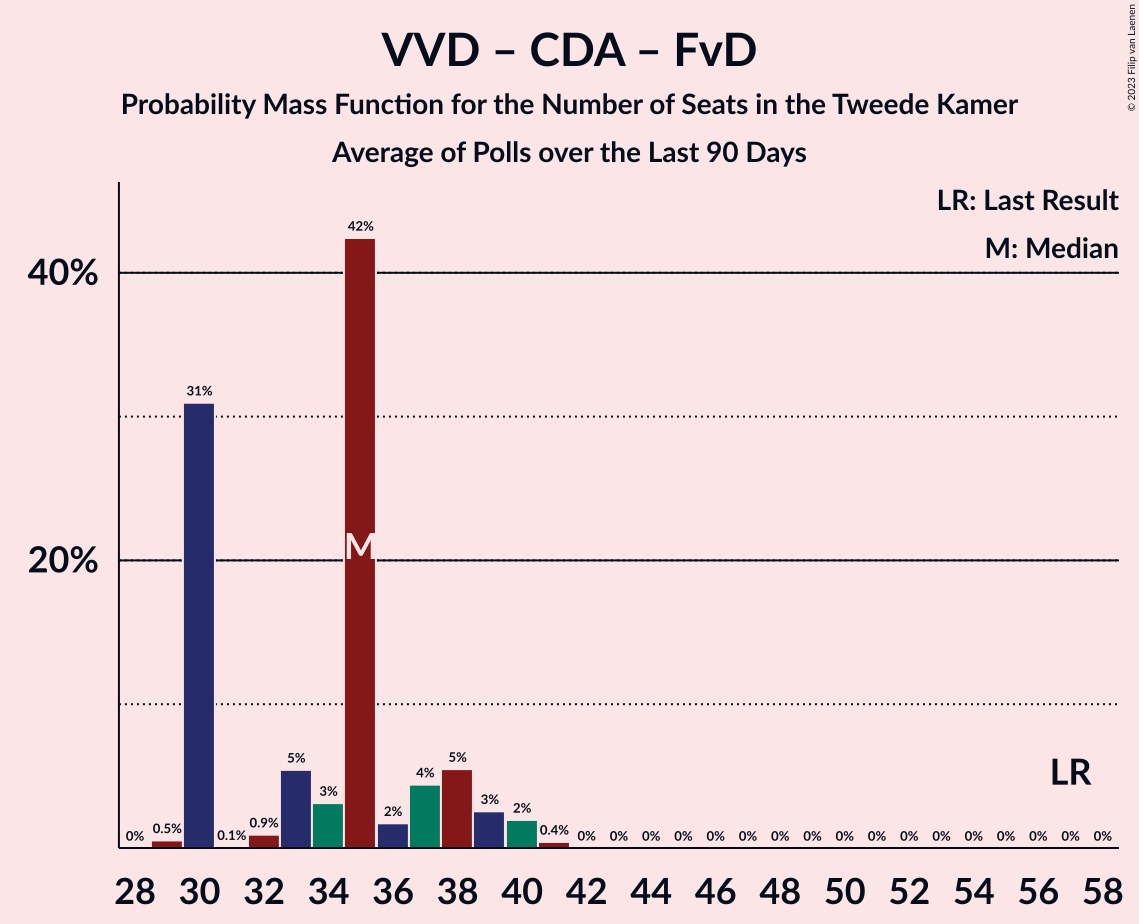 VVD – CDA – FvD
Probability Mass Function for the Number of Seats in the Tweede Kamer
Average of Polls over the Last 90 Days
© 2023 Filip van Laenen
LR: Last Result
M: Median
40%
20%
0% 0.5% 31% 0.1% 0.9% 5% 3% 42% 2% 4% 5% 3% 2% 0.4% 0% 0% 0% 0% 0% 0% 0% 0% 0% 0% 0% 0% 0% 0% 0% 0% 0%
M
LR
28 30 32 34 36 38 40 42 44 46 48 50 52 54 56 58